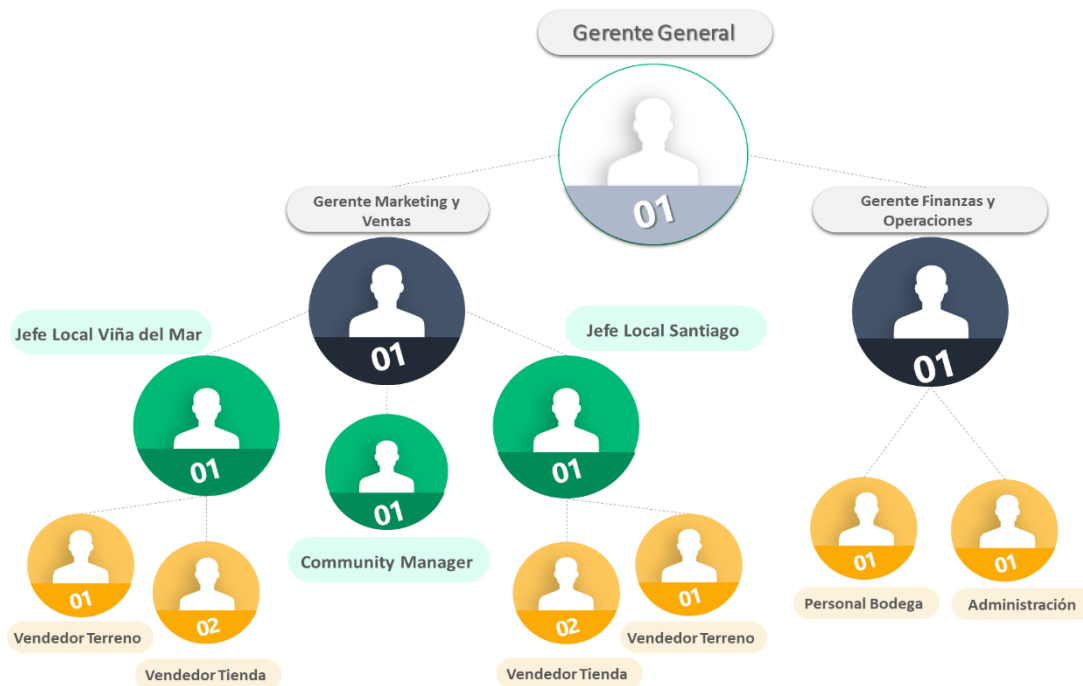 Gerente General
01
Gerente Marketing y
Ventas
01
Gerente Finanzas y
Operaciones
01
Jefe Local Viña del Mar
01
Jefe Local Santiago
01
01
Community Manager
01
Vendedor Terreno
02
Vendedor Tienda
02
Vendedor Tienda
01
Vendedor Terreno
01
Personal Bodega
01
Administración